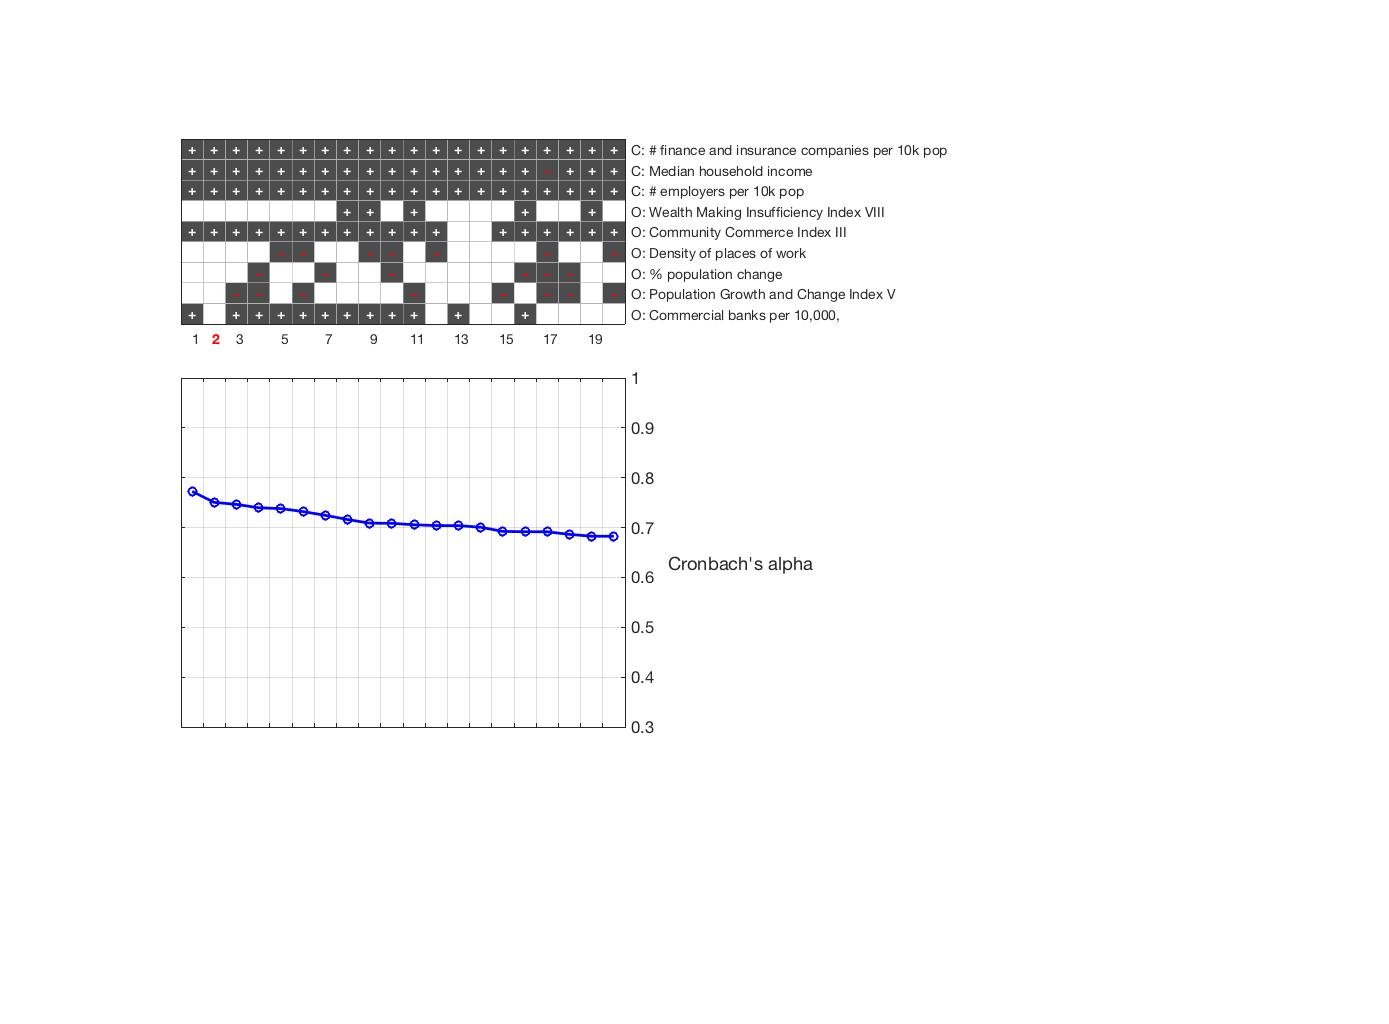 + + + + + + + + + + + + + + + + + + + + C: # finance and insurance companies per 10k pop
+ + + + + + + + + + + + + + + + - + + + C: Median household income
+ + + + + + + + + + + + + + + + + + + + C: # employers per 10k pop
+ + + + + O: Wealth Making Insufficiency Index VIII
+ + + + + + + + + + + + + + + + + + O: Community Commerce Index III
- - - - - - - O: Density of places of work
- - - - - - O: % population change
- - - - - - - - O: Population Growth and Change Index V
+ + + + + + + + + + + + O: Commercial banks per 10,000,
1 2 3 5 7 9 11 13 15 17 19
1
0.9
0.8
0.7
Cronbach's alpha
0.6
0.5
0.4
0.3